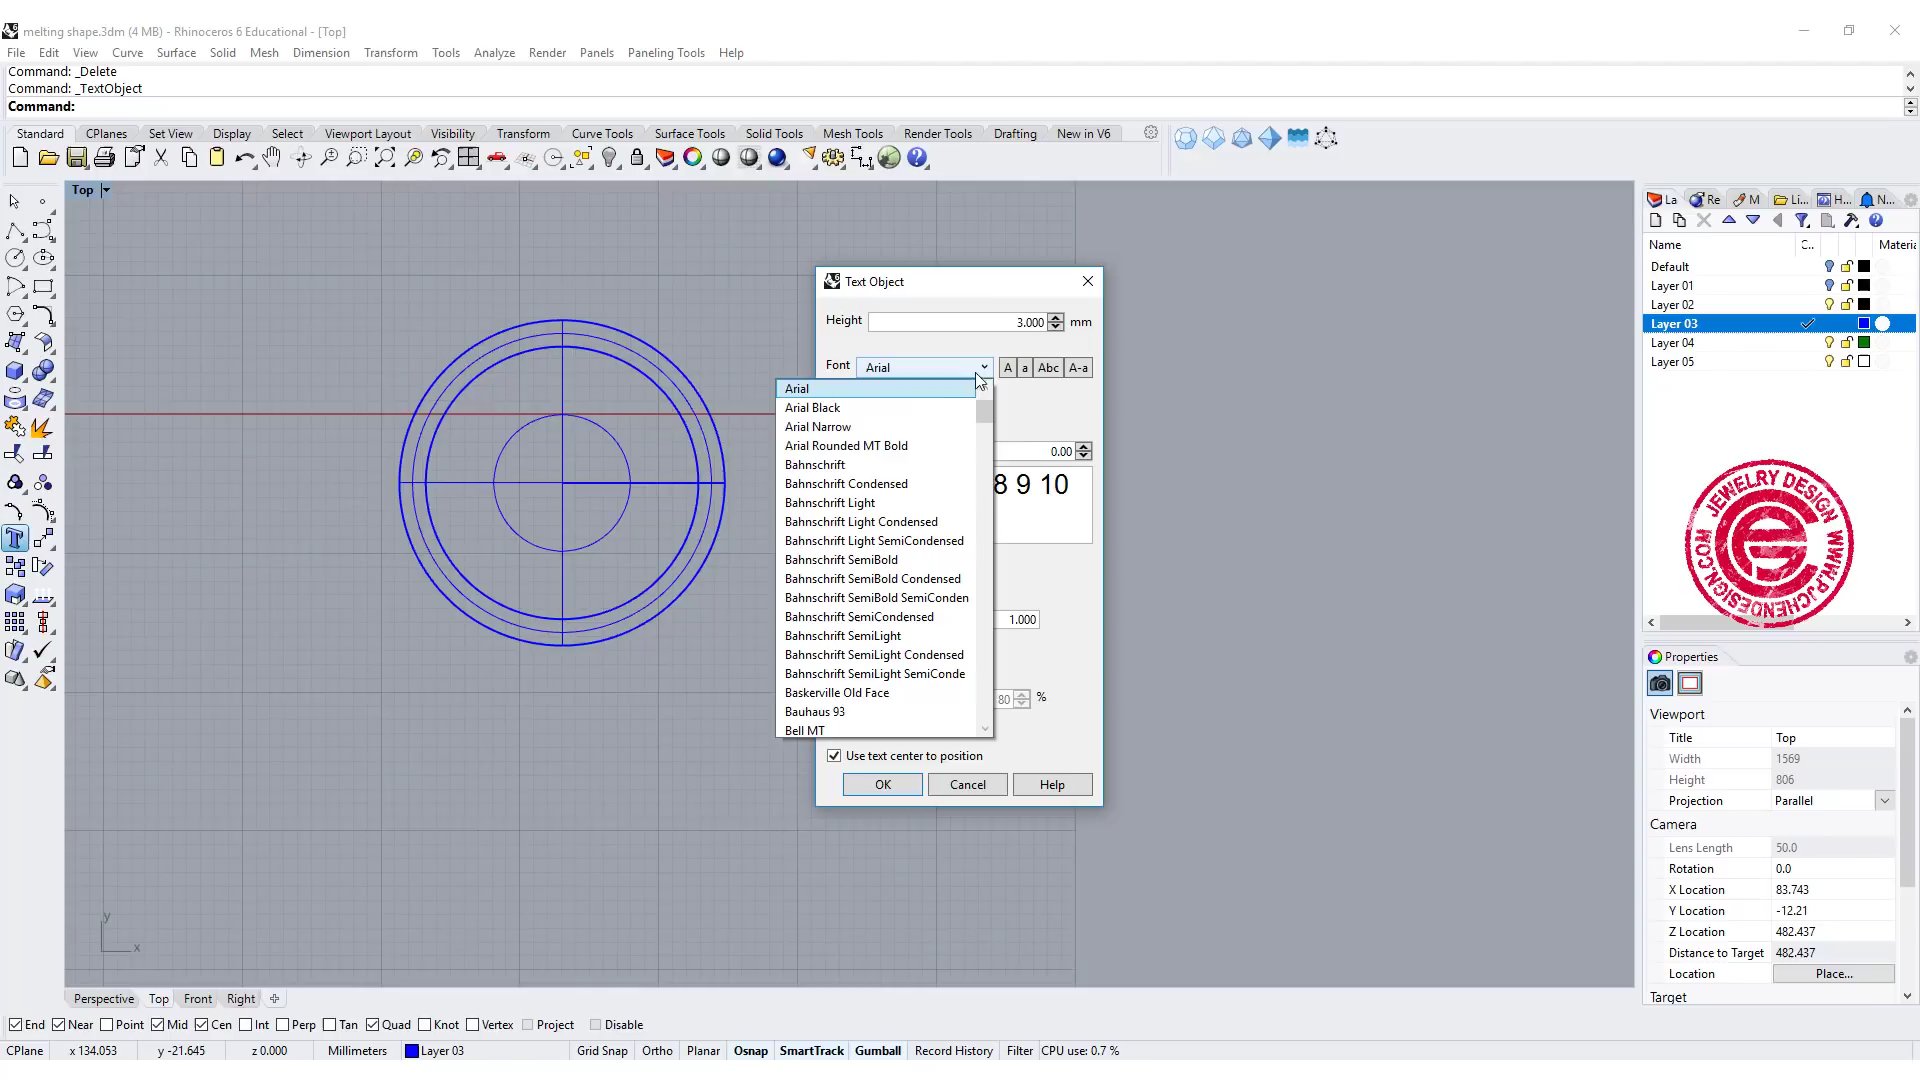 melting shape.3dm (4 MB) - Rhinoceros 6 Educational - [Top]
File Edit View Curve Surface Solid Mesh Dimension Transform Tools Analyze Render Panels Paneling Tools Help
Command: _Delete
Command: _TextObject
Command:
Standard CPlanes Set View Display Select Viewport Layout Visibility Transform Curve Tools Surface Tools Solid Tools Mesh Tools Render Tools Drafting New in V6
Top
La Re M Li... H... N...
Name C.. Materia
Default
Layer 01
Layer 02
Layer 03
Layer 04
Layer 05
Text Object
Height 3.000 mm
Font Arial A a Abc A-a
Arial
Arial Black
Arial Narrow
Arial Rounded MT Bold
Bahnschrift
Bahnschrift Condensed
Bahnschrift Light
Bahnschrift Light Condensed
Bahnschrift Light SemiCondensed
Bahnschrift SemiBold
Bahnschrift SemiBold Condensed
Bahnschrift SemiBold SemiConden
Bahnschrift SemiCondensed
Bahnschrift SemiLight
Bahnschrift SemiLight Condensed
Bahnschrift SemiLight SemiConde
Baskerville Old Face
Bauhaus 93
Bell MT
0.00
8 9 10
1.000
80 %
Use text center to position
OK Cancel Help
JEWELRY DESIGN
WWW.PJCHENDESIGN.COM
Properties
Viewport
Title Top
Width 1569
Height 806
Projection Parallel
Camera
Lens Length 50.0
Rotation 0.0
X Location 83.743
Y Location -12.21
Z Location 482.437
Distance to Target 482.437
Location Place...
Target
y
x
Perspective Top Front Right
End Near Point Mid Cen Int Perp Tan Quad Knot Vertex Project Disable
CPlane x 134.053 y -21.645 z 0.000 Millimeters Layer 03 Grid Snap Ortho Planar Osnap SmartTrack Gumball Record History Filter CPU use: 0.7 %